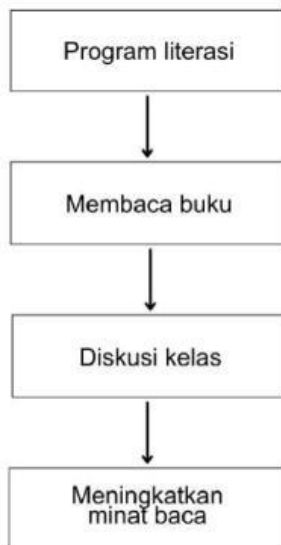 Program literasi
Membaca buku
Diskusi kelas
Meningkatkan
minat baca